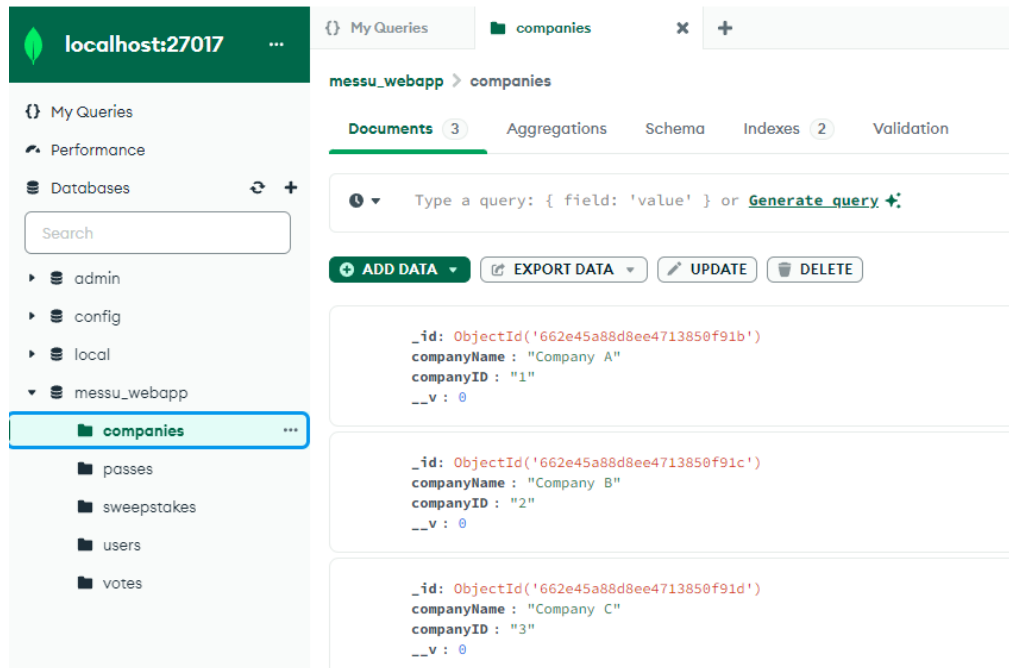 localhost:27017 ...
{} My Queries
Performance
Databases
Search
admin
config
local
messu_webapp
companies ...
passes
sweepstakes
users
votes
{} My Queries
companies
messu_webapp > companies
Documents 3 Aggregations Schema Indexes 2 Validation
Type a query: { field: 'value' } or Generate query
ADD DATA EXPORT DATA UPDATE DELETE
_id: ObjectId('662e45a88d8ee4713850f91b')
companyName : "Company A"
companyID : "1"
__v : 0
_id: ObjectId('662e45a88d8ee4713850f91c')
companyName : "Company B"
companyID : "2"
__v : 0
_id: ObjectId('662e45a88d8ee4713850f91d')
companyName : "Company C"
companyID : "3"
__v : 0